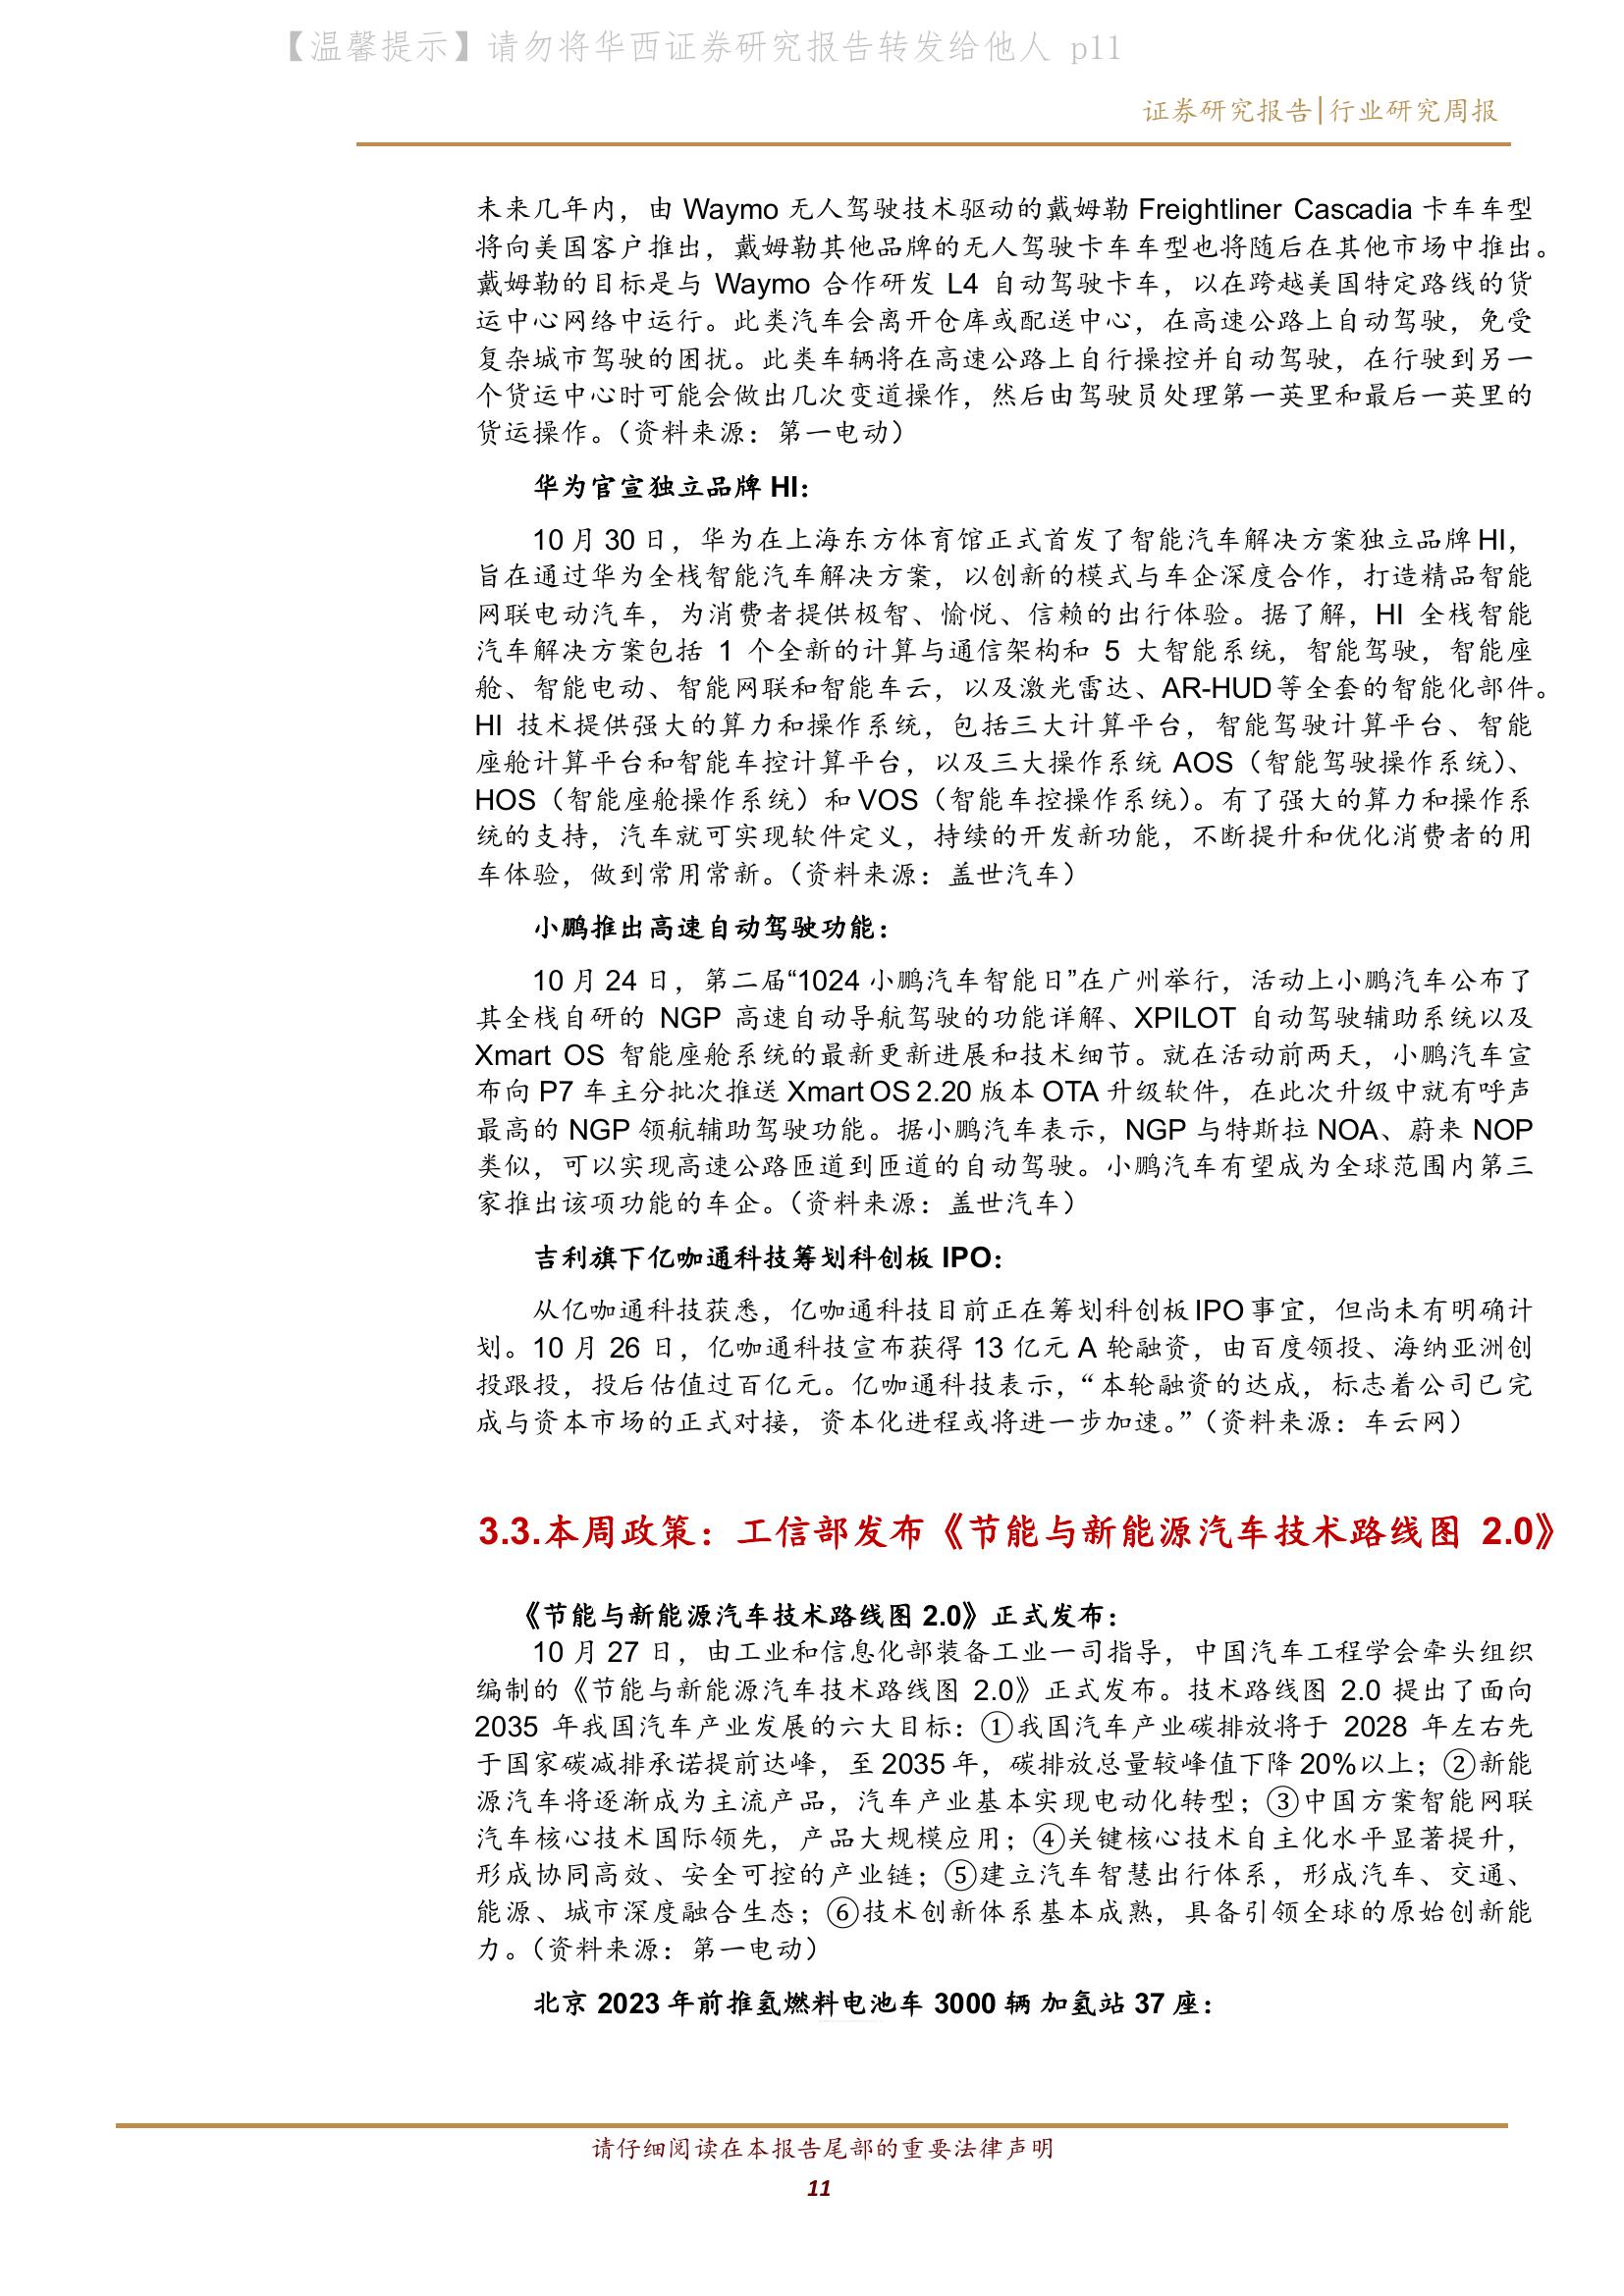 【温馨提示】请勿将华西证券研究报告转发给他人 p11
证券研究报告|行业研究周报
未来几年内，由 Waymo 无人驾驶技术驱动的戴姆勒 Freightliner Cascadia 卡车车型
将向美国客户推出，戴姆勒其他品牌的无人驾驶卡车车型也将随后在其他市场中推出。
戴姆勒的目标是与 Waymo 合作研发 L4 自动驾驶卡车，以在跨越美国特定路线的货
运中心网络中运行。此类汽车会离开仓库或配送中心，在高速公路上自动驾驶，免受
复杂城市驾驶的困扰。此类车辆将在高速公路上自行操控并自动驾驶，在行驶到另一
个货运中心时可能会做出几次变道操作，然后由驾驶员处理第一英里和最后一英里的
货运操作。（资料来源：第一电动）
华为官宣独立品牌 HI：
10 月 30 日，华为在上海东方体育馆正式首发了智能汽车解决方案独立品牌 HI，
旨在通过华为全栈智能汽车解决方案，以创新的模式与车企深度合作，打造精品智能
网联电动汽车，为消费者提供极智、愉悦、信赖的出行体验。据了解，HI 全栈智能
汽车解决方案包括 1 个全新的计算与通信架构和 5 大智能系统，智能驾驶，智能座
舱、智能电动、智能网联和智能车云，以及激光雷达、AR-HUD 等全套的智能化部件。
HI 技术提供强大的算力和操作系统，包括三大计算平台，智能驾驶计算平台、智能
座舱计算平台和智能车控计算平台，以及三大操作系统 AOS（智能驾驶操作系统）、
HOS（智能座舱操作系统）和 VOS（智能车控操作系统）。有了强大的算力和操作系
统的支持，汽车就可实现软件定义，持续的开发新功能，不断提升和优化消费者的用
车体验，做到常用常新。（资料来源：盖世汽车）
小鹏推出高速自动驾驶功能：
10 月 24 日，第二届“1024 小鹏汽车智能日”在广州举行，活动上小鹏汽车公布了
其全栈自研的 NGP 高速自动导航驾驶的功能详解、XPILOT 自动驾驶辅助系统以及
Xmart OS 智能座舱系统的最新更新进展和技术细节。就在活动前两天，小鹏汽车宣
布向 P7 车主分批次推送 Xmart OS 2.20 版本 OTA 升级软件，在此次升级中就有呼声
最高的 NGP 领航辅助驾驶功能。据小鹏汽车表示，NGP 与特斯拉 NOA、蔚来 NOP
类似，可以实现高速公路匝道到匝道的自动驾驶。小鹏汽车有望成为全球范围内第三
家推出该项功能的车企。（资料来源：盖世汽车）
吉利旗下亿咖通科技筹划科创板 IPO：
从亿咖通科技获悉，亿咖通科技目前正在筹划科创板 IPO 事宜，但尚未有明确计
划。10 月 26 日，亿咖通科技宣布获得 13 亿元 A 轮融资，由百度领投、海纳亚洲创
投跟投，投后估值过百亿元。亿咖通科技表示，“本轮融资的达成，标志着公司已完
成与资本市场的正式对接，资本化进程或将进一步加速。”（资料来源：车云网）
3.3.本周政策：工信部发布《节能与新能源汽车技术路线图 2.0》
《节能与新能源汽车技术路线图 2.0》正式发布：
10 月 27 日，由工业和信息化部装备工业一司指导，中国汽车工程学会牵头组织
编制的《节能与新能源汽车技术路线图 2.0》正式发布。技术路线图 2.0 提出了面向
2035 年我国汽车产业发展的六大目标：①我国汽车产业碳排放将于 2028 年左右先
于国家碳减排承诺提前达峰，至 2035 年，碳排放总量较峰值下降 20%以上；②新能
源汽车将逐渐成为主流产品，汽车产业基本实现电动化转型；③中国方案智能网联
汽车核心技术国际领先，产品大规模应用；④关键核心技术自主化水平显著提升，
形成协同高效、安全可控的产业链；⑤建立汽车智慧出行体系，形成汽车、交通、
能源、城市深度融合生态；⑥技术创新体系基本成熟，具备引领全球的原始创新能
力。（资料来源：第一电动）
北京 2023 年前推氢燃料电池车 3000 辆 加氢站 37 座：
请仔细阅读在本报告尾部的重要法律声明
11